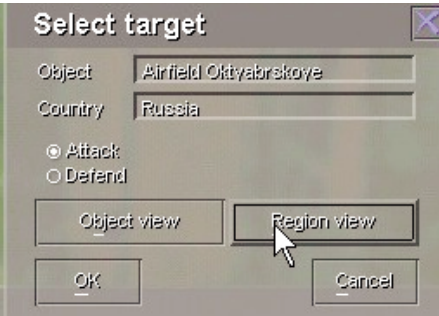 Select target
Object Airfield Oktyabrskoye
Country Russia
Attack
Defend
Object view Region view
OK Cancel